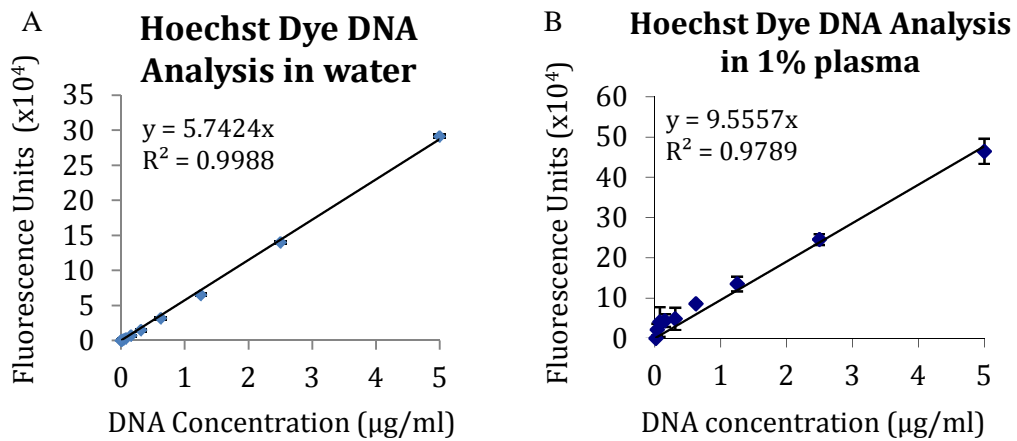 A
Hoechst Dye DNA
Analysis in water
Fluorescence Units (x10⁴)
35
30
25
20
15
10
5
0
y = 5.7424x
R² = 0.9988
0 1 2 3 4 5
DNA Concentration (µg/ml)
B
Hoechst Dye DNA Analysis
in 1% plasma
Fluorescence Units (x10⁴)
60
50
40
30
20
10
0
y = 9.5557x
R² = 0.9789
0 1 2 3 4 5
DNA concentration (µg/ml)